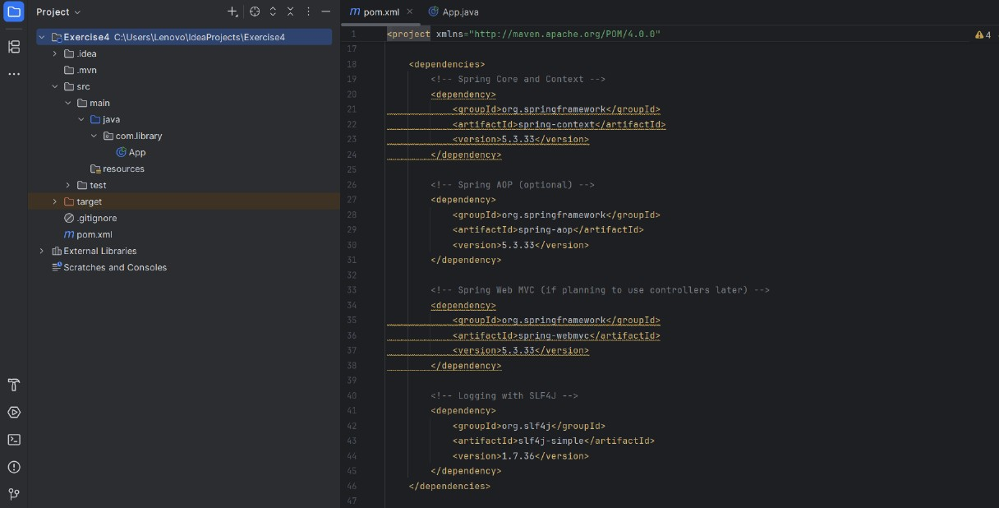 Project
Exercise4 C:\Users\Lenovo\IdeaProjects\Exercise4
.idea
.mvn
src
main
java
com.library
App
resources
test
target
.gitignore
pom.xml
External Libraries
Scratches and Consoles
pom.xml App.java
4
1 <project xmlns="http://maven.apache.org/POM/4.0.0"
17
18 <dependencies>
19 <!-- Spring Core and Context -->
20 <dependency>
21 <groupId>org.springframework</groupId>
22 <artifactId>spring-context</artifactId>
23 <version>5.3.33</version>
24 </dependency>
25
26 <!-- Spring AOP (optional) -->
27 <dependency>
28 <groupId>org.springframework</groupId>
29 <artifactId>spring-aop</artifactId>
30 <version>5.3.33</version>
31 </dependency>
32
33 <!-- Spring Web MVC (if planning to use controllers later) -->
34 <dependency>
35 <groupId>org.springframework</groupId>
36 <artifactId>spring-webmvc</artifactId>
37 <version>5.3.33</version>
38 </dependency>
39
40 <!-- Logging with SLF4J -->
41 <dependency>
42 <groupId>org.slf4j</groupId>
43 <artifactId>slf4j-simple</artifactId>
44 <version>1.7.36</version>
45 </dependency>
46 </dependencies>
47